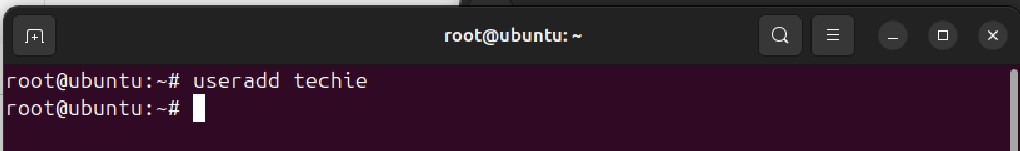 root@ubuntu: ~
root@ubuntu:~# useradd techie
root@ubuntu:~#